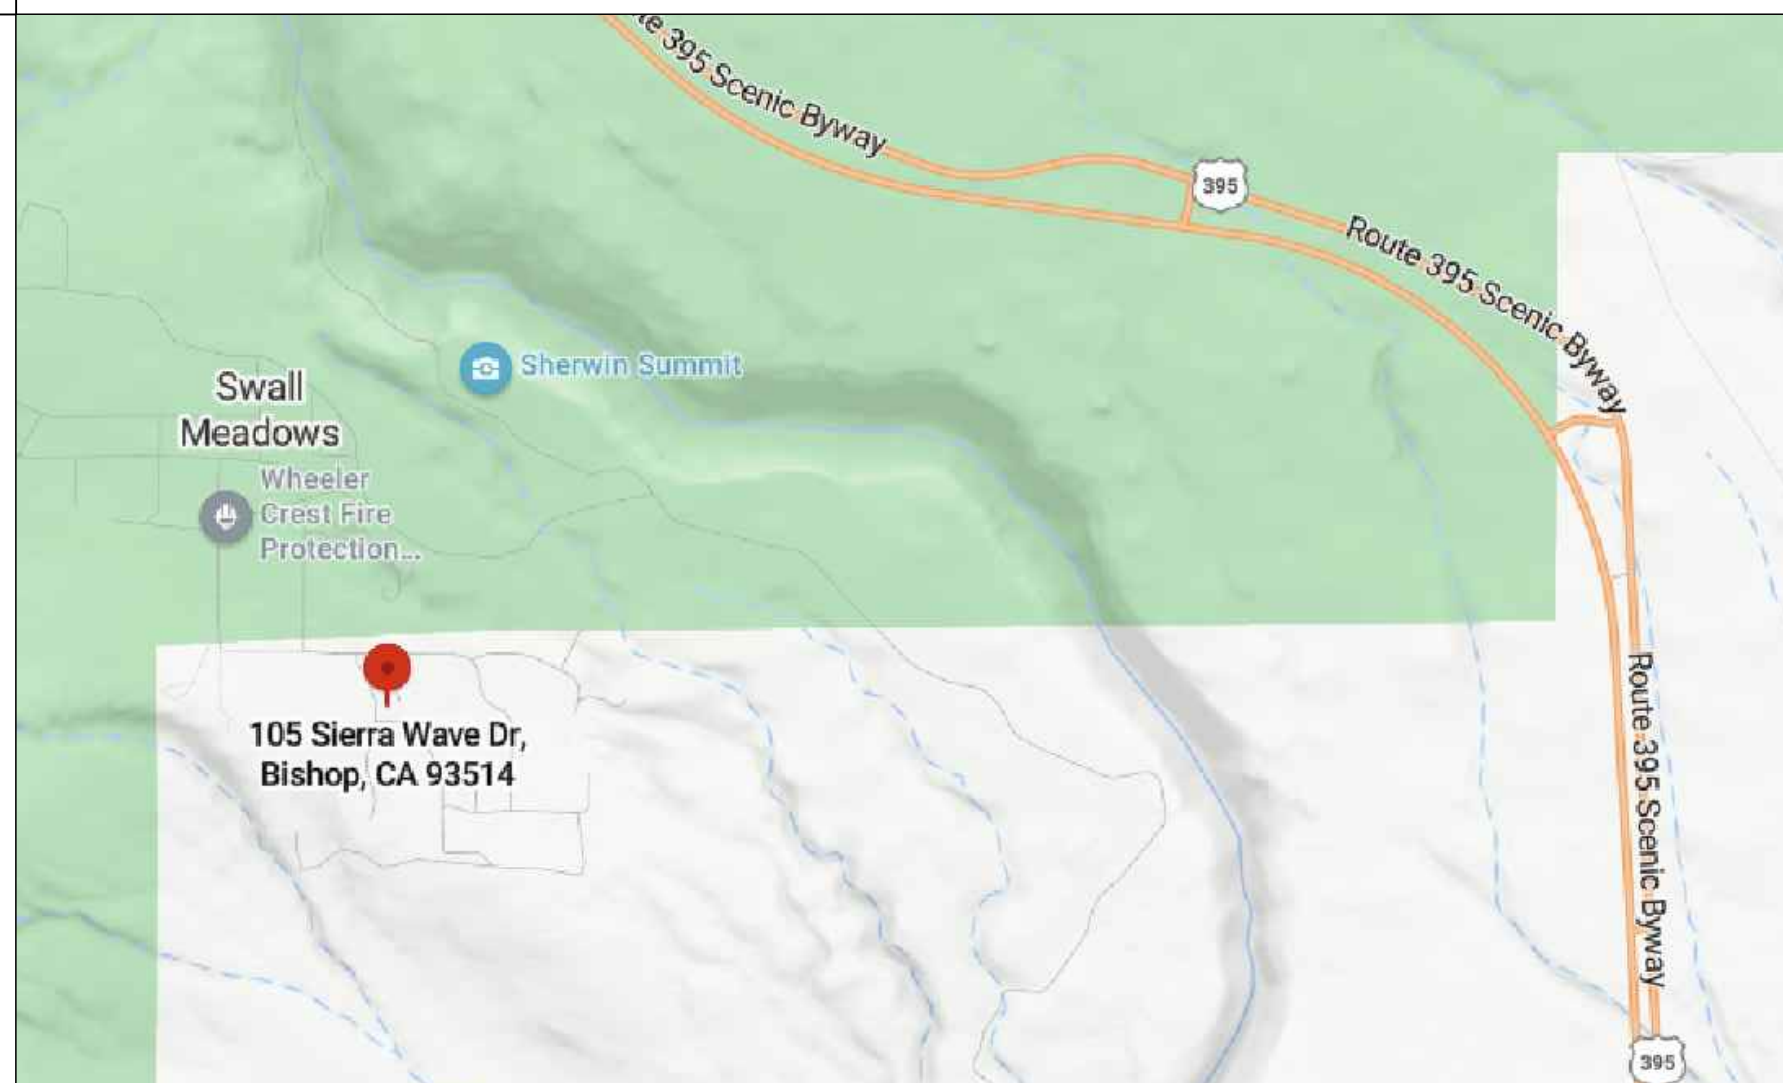 te 395 Scenic Byway
395
Route 395 Scenic Byway
Sherwin Summit
Swall
Meadows
Wheeler
Crest Fire
Protection...
105 Sierra Wave Dr,
Bishop, CA 93514
Route 395 Scenic Byway
395